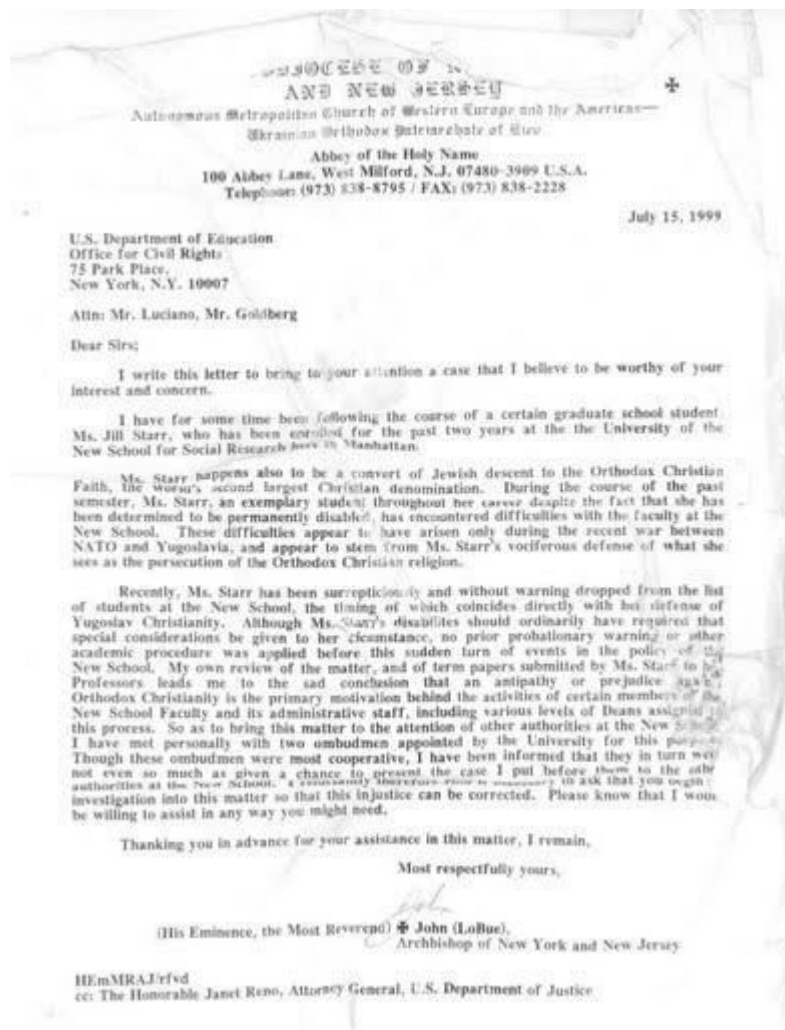 AND NEW JERSEY
Autonomous Metropolitan Church of Western Europe and the Americas—
Ukrainian Orthodox Patriarchate of
Abbey of the Holy Name
100 Abbey Lane, West Milford, N.J. 07480-3909 U.S.A.
Telephone: (973) 838-8795 / FAX: (973) 838-2228
July 15, 1999
U.S. Department of Education
Office for Civil Rights
75 Park Place,
New York, N.Y. 10007
Attn: Mr. Luciano, Mr. Goldberg
Dear Sirs;
I write this letter to bring to your attention a case that I believe to be worthy of your
interest and concern.
I have for some time been following the course of a certain graduate school student
Ms. Jill Starr, who has been enrolled for the past two years at the the University of the
New School for Social Research here in Manhattan.
Ms. Starr happens also to be a convert of Jewish descent to the Orthodox Christian
Faith, the world's second largest Christian denomination. During the course of the past
semester, Ms. Starr, an exemplary student throughout her career despite the fact that she has
been determined to be permanently disabled, has encountered difficulties with the faculty at the
New School. These difficulties appear to have arisen only during the recent war between
NATO and Yugoslavia, and appear to stem from Ms. Starr's vociferous defense of what she
sees as the persecution of the Orthodox Christian religion.
Recently, Ms. Starr has been surrepticiously and without warning dropped from the list
of students at the New School, the timing of which coincides directly with her defense of
Yugoslav Christianity. Although Ms. Starr's disabilites should ordinarily have required that
special considerations be given to her cicumstance, no prior probationary warning or other
academic procedure was applied before this sudden turn of events in the policy of the
New School. My own review of the matter, and of term papers submitted by Ms. Starr to
Professors leads me to the sad conclusion that an antipathy or prejudice
Orthodox Christianity is the primary motivation behind the activities of certain members of the
New School Faculty and its administrative staff, including various levels of Deans assigned
this process. So as to bring this matter to the attention of other authorities at the New
I have met personally with two ombudmen appointed by the University for this
Though these ombudmen were most cooperative, I have been informed that they in turn
not even so much as given a chance to present the case I put before them to the
authorities at the New School. I therefore to ask that you
investigation into this matter so that this injustice can be corrected. Please know that I
be willing to assist in any way you might need.
Thanking you in advance for your assistance in this matter, I remain,
Most respectfully yours,
(His Eminence, the Most Reverend) ✠ John (LoBue),
Archbishop of New York and New Jersey
HEmMRAJ/rfvd
cc: The Honorable Janet Reno, Attorney General, U.S. Department of Justice